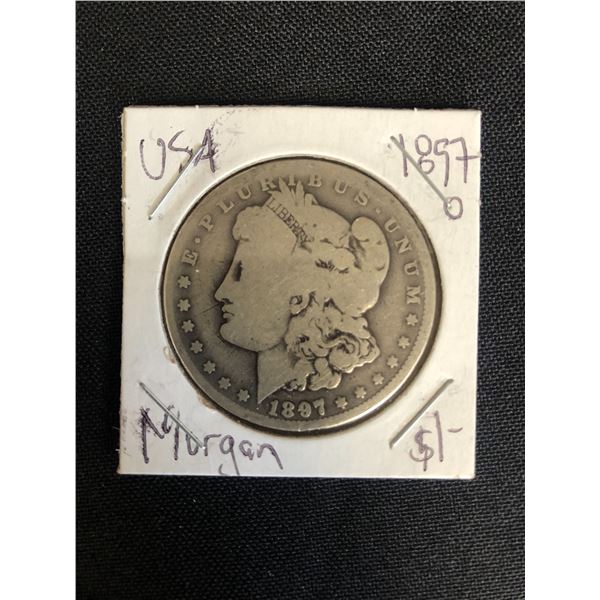 USA
1897
O
E·PLURIBUS·UNUM
LIBERTY
1897
Morgan
$1-